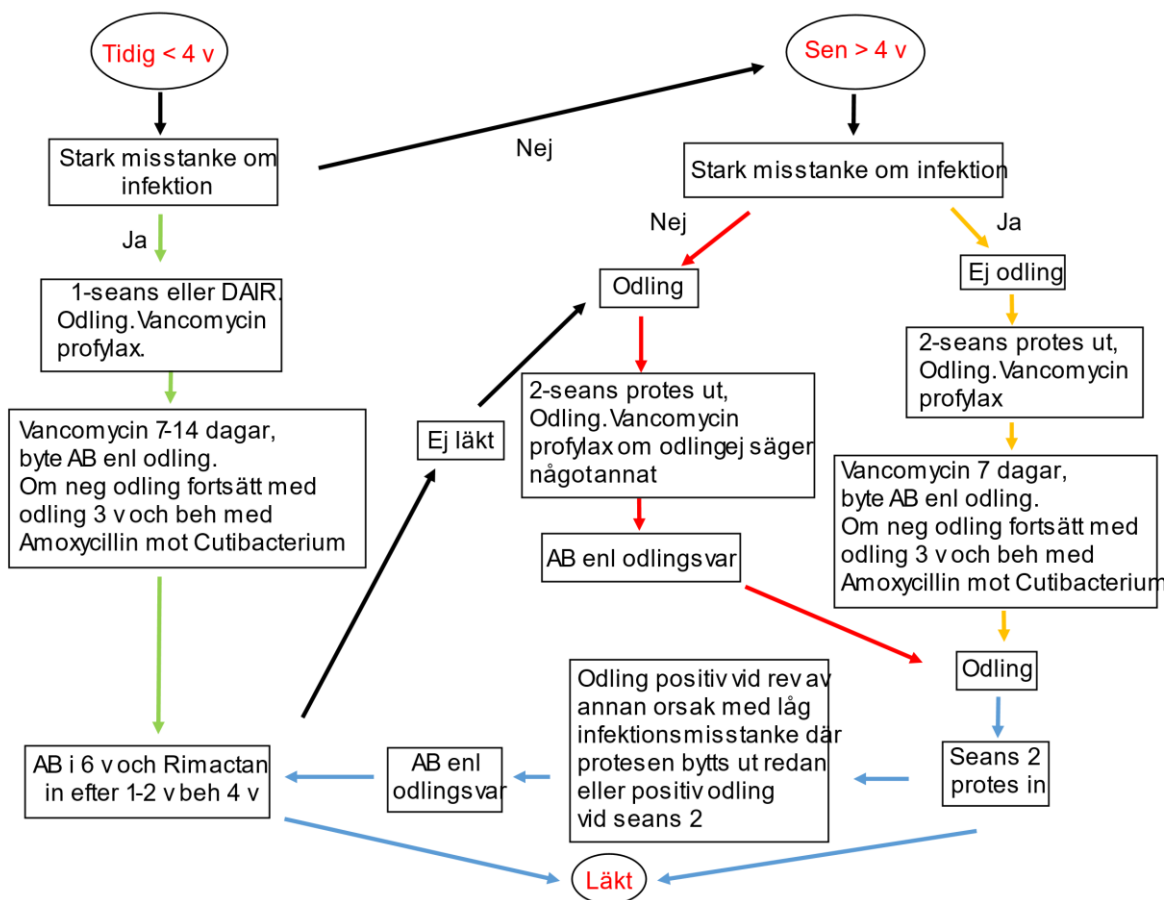 Tidig < 4 v
Sen > 4 v
Stark misstanke om
infektion
Nej
Stark misstanke om infektion
Ja
Nej
Ja
1-seans eller DAIR.
Odling.Vancomycin
profylax.
Odling
Ej odling
2-seans protes ut,
Odling.Vancomycin
profylax
Vancomycin 7-14 dagar,
byte AB enl odling.
Om neg odling fortsätt med
odling 3 v och beh med
Amoxycillin mot Cutibacterium
Ej läkt
2-seans protes ut,
Odling.Vancomycin
profylax om odlingej säger
någotannat
Vancomycin 7 dagar,
byte AB enl odling.
Om neg odling fortsätt med
odling 3 v och beh med
Amoxycillin mot Cutibacterium
AB enl odlingsvar
Odling
AB i 6 v och Rimactan
in efter 1-2 v beh 4 v
AB enl
odlingsvar
Odling positiv vid rev av
annan orsak med låg
infektionsmisstanke där
protesen bytts ut redan
eller positiv odling
vid seans 2
Seans 2
protes in
Läkt